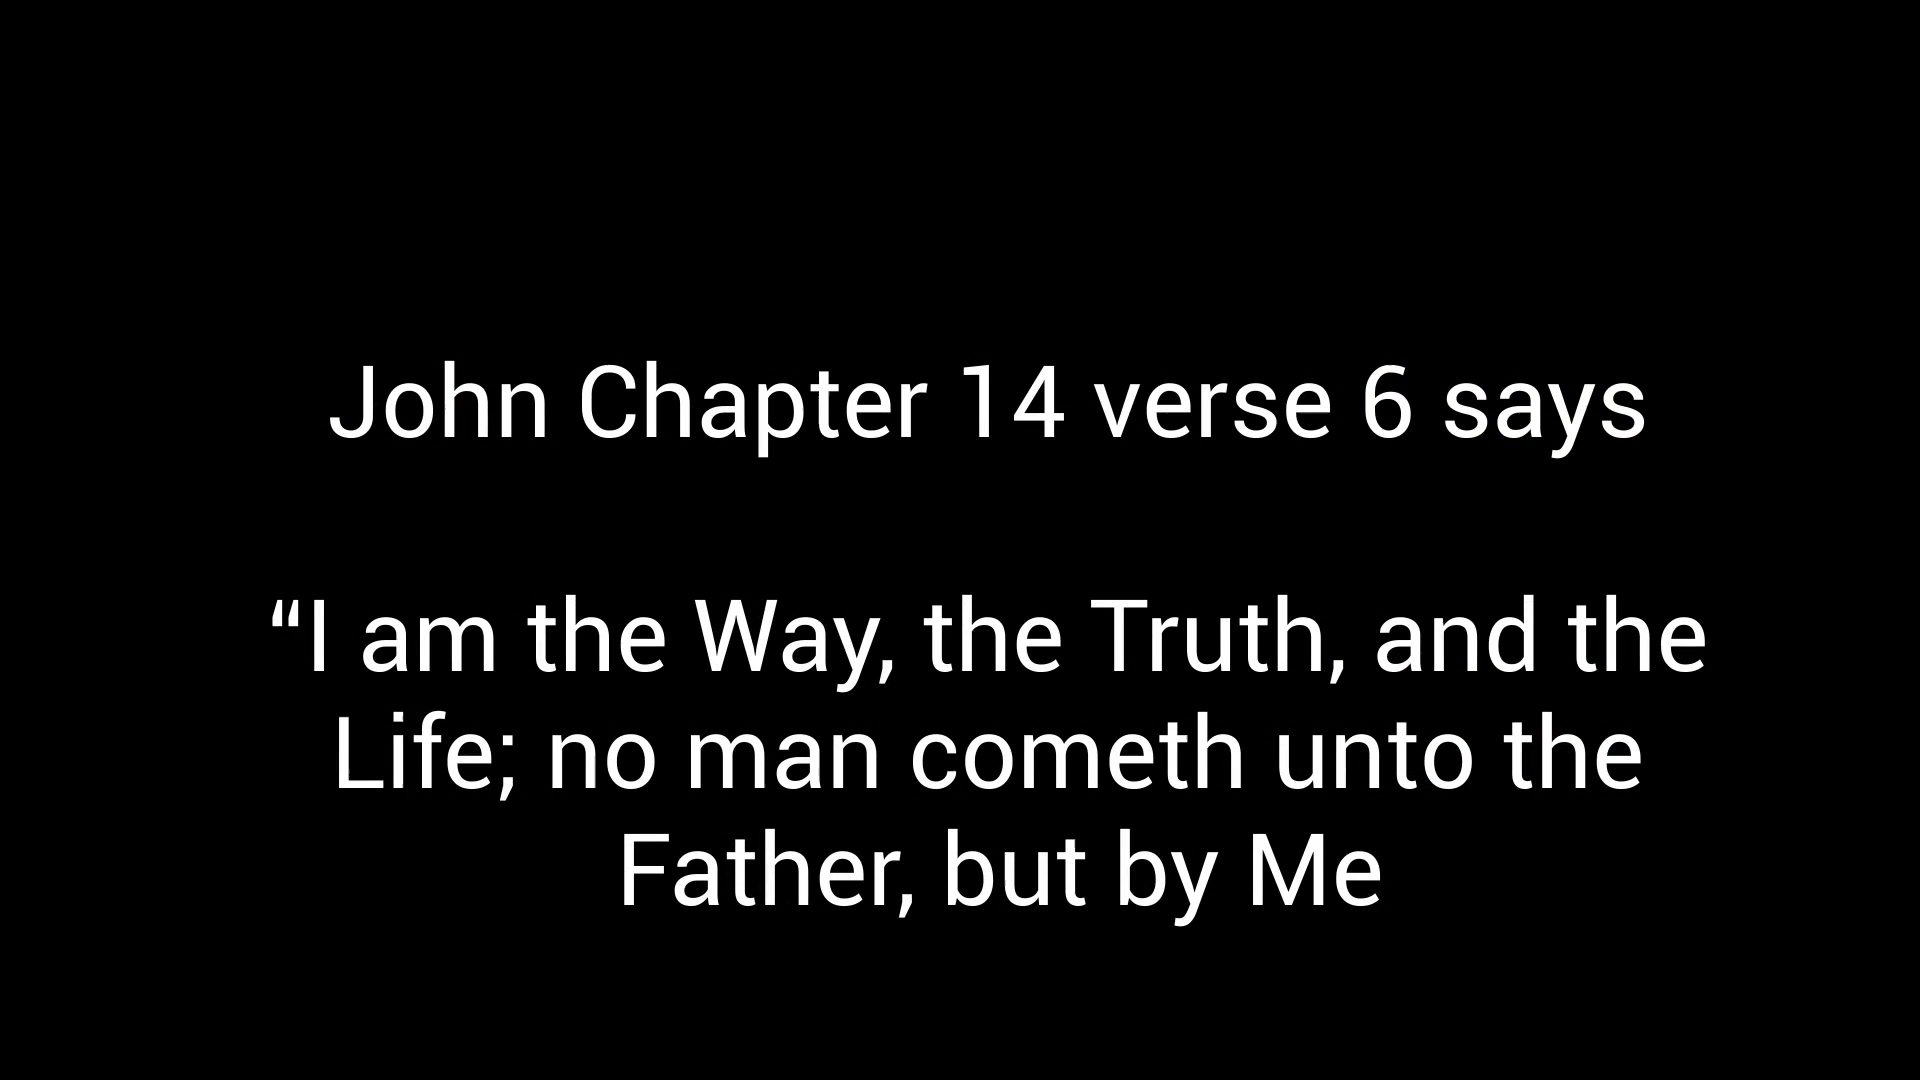 John Chapter 14 verse 6 says
“I am the Way, the Truth, and the
Life; no man cometh unto the
Father, but by Me